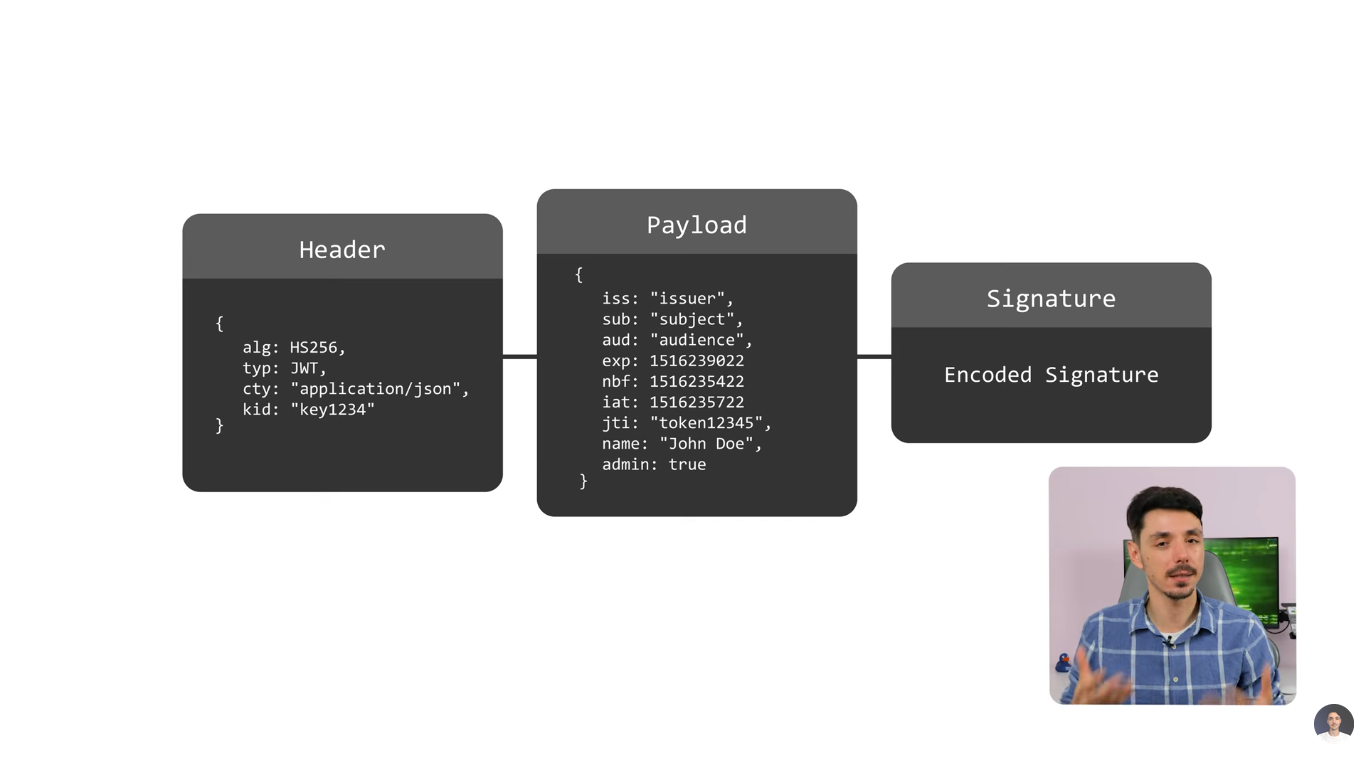 Header
{
alg: HS256,
typ: JWT,
cty: "application/json",
kid: "key1234"
}
Payload
{
iss: "issuer",
sub: "subject",
aud: "audience",
exp: 1516239022
nbf: 1516235422
iat: 1516235722
jti: "token12345",
name: "John Doe",
admin: true
}
Signature
Encoded Signature